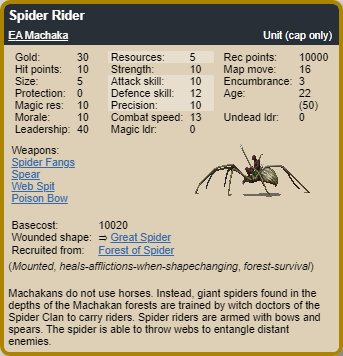 Spider Rider
EA Machaka Unit (cap only)
Gold: 30 Resources: 5 Rec points: 10000
Hit points: 10 Strength: 10 Map move: 16
Size: 5 Attack skill: 10 Encumbrance: 3
Protection: 0 Defence skill: 12 Age: 22
Magic res: 10 Precision: 10 (50)
Morale: 10 Combat speed: 13 Undead ldr: 0
Leadership: 40 Magic ldr: 0
Weapons:
Spider Fangs
Spear
Web Spit
Poison Bow
Basecost: 10020
Wounded shape: ⇒ Great Spider
Recruited from: Forest of Spider
(Mounted, heals-afflictions-when-shapechanging, forest-survival)
Machakans do not use horses. Instead, giant spiders found in the
depths of the Machakan forests are trained by witch doctors of the
Spider Clan to carry riders. Spider riders are armed with bows and
spears. The spider is able to throw webs to entangle distant
enemies.